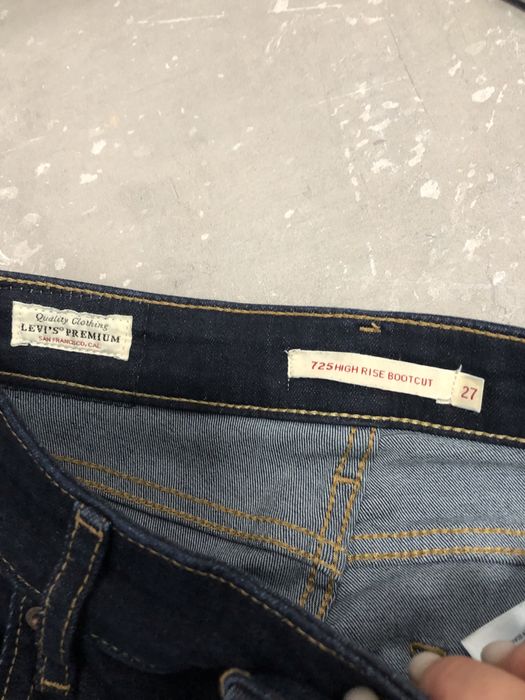 Quality Clothing
LEVI'S® PREMIUM
SAN FRANCISCO, CAL
725 HIGH RISE BOOTCUT
27